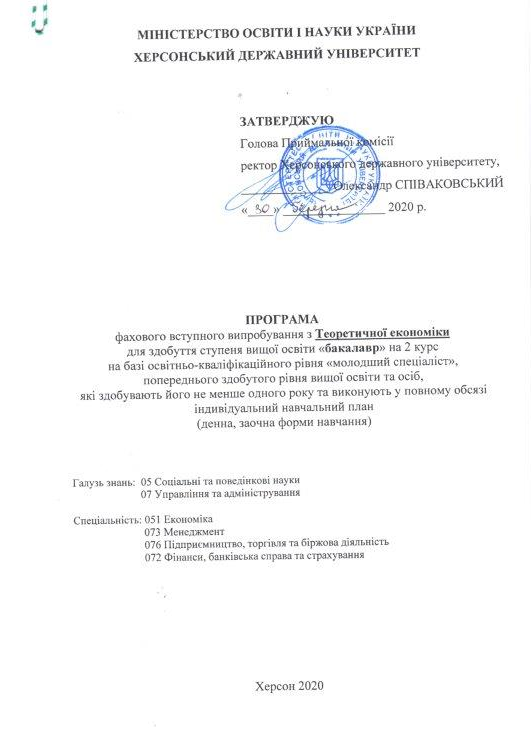 МІНІСТЕРСТВО ОСВІТИ І НАУКИ УКРАЇНИ
ХЕРСОНСЬКИЙ ДЕРЖАВНИЙ УНІВЕРСИТЕТ
ЗАТВЕРДЖУЮ
Голова Приймальної комісії
ректор Херсонського державного університету,
Олександр СПІВАКОВСЬКИЙ
« 30 » березня 2020 р.
ПРОГРАМА
фахового вступного випробування з Теоретичної економіки
для здобуття ступеня вищої освіти «бакалавр» на 2 курс
на базі освітньо-кваліфікаційного рівня «молодший спеціаліст»,
попереднього здобутого рівня вищої освіти та осіб,
які здобувають його не менше одного року та виконують у повному обсязі
індивідуальний навчальний план
(денна, заочна форми навчання)
Галузь знань: 05 Соціальні та поведінкові науки
07 Управління та адміністрування
Спеціальність: 051 Економіка
073 Менеджмент
076 Підприємництво, торгівля та біржова діяльність
072 Фінанси, банківська справа та страхування
Херсон 2020